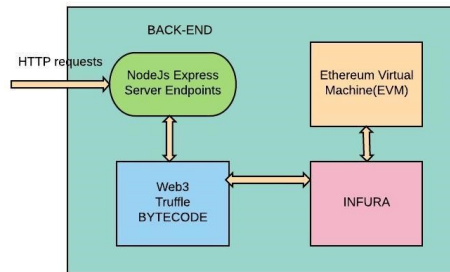 BACK-END
HTTP requests
NodeJs Express
Server Endpoints
Ethereum Virtual
Machine(EVM)
Web3
Truffle
BYTECODE
INFURA